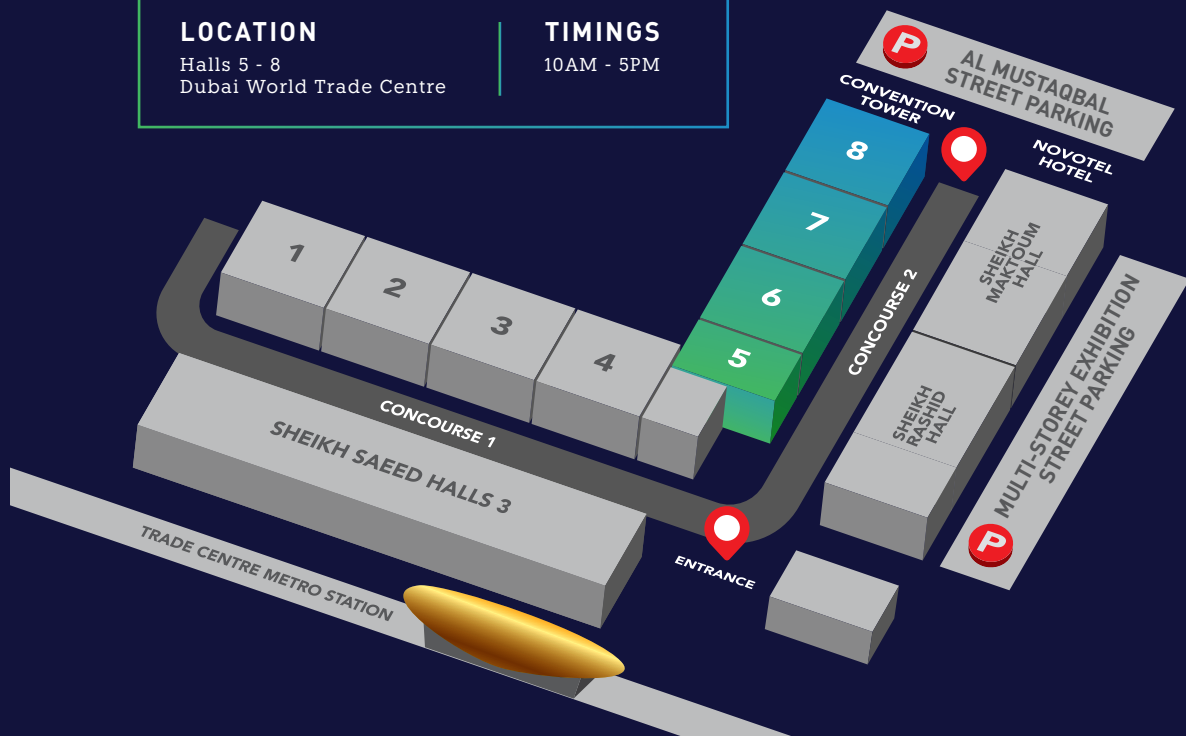 LOCATION
Halls 5 - 8
Dubai World Trade Centre
TIMINGS
10AM - 5PM
P
AL MUSTAQBAL
STREET PARKING
CONVENTION
TOWER
NOVOTEL
HOTEL
8
7
6
5
1
2
3
4
CONCOURSE 2
SHEIKH
MAKTOUM
HALL
SHEIKH
RASHID
HALL
MULTI-STOREY EXHIBITION
STREET PARKING
P
CONCOURSE 1
SHEIKH SAEED HALLS 3
ENTRANCE
TRADE CENTRE METRO STATION